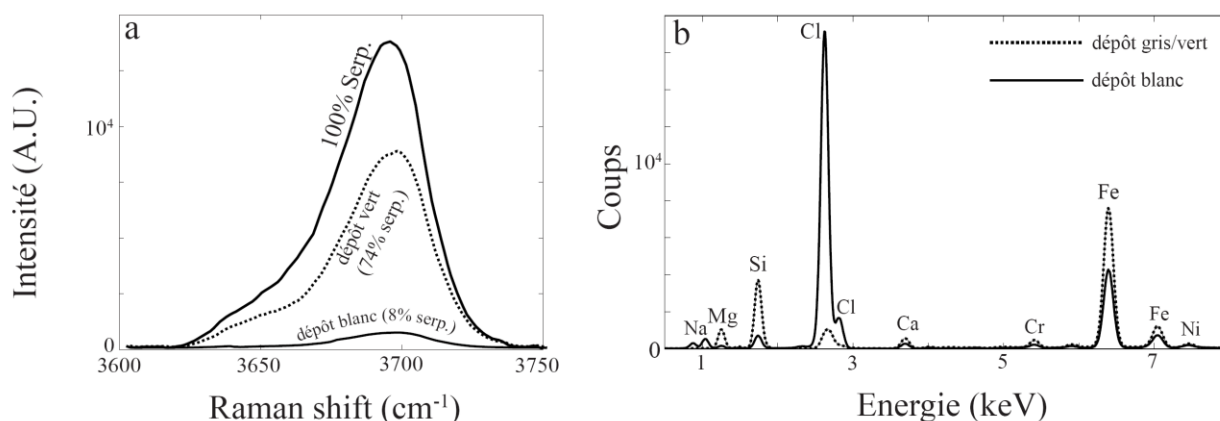 a
Intensité (A.U.)
10⁴
0
100% Serp.
dépôt vert
(74% serp.)
dépôt blanc (8% serp.)
3600
3650
3700
3750
Raman shift (cm⁻¹)
b
Coups
10⁴
0
dépôt gris/vert
dépôt blanc
Na
Mg
Si
Cl
Cl
Ca
Cr
Fe
Fe
Ni
1
3
5
7
Energie (keV)